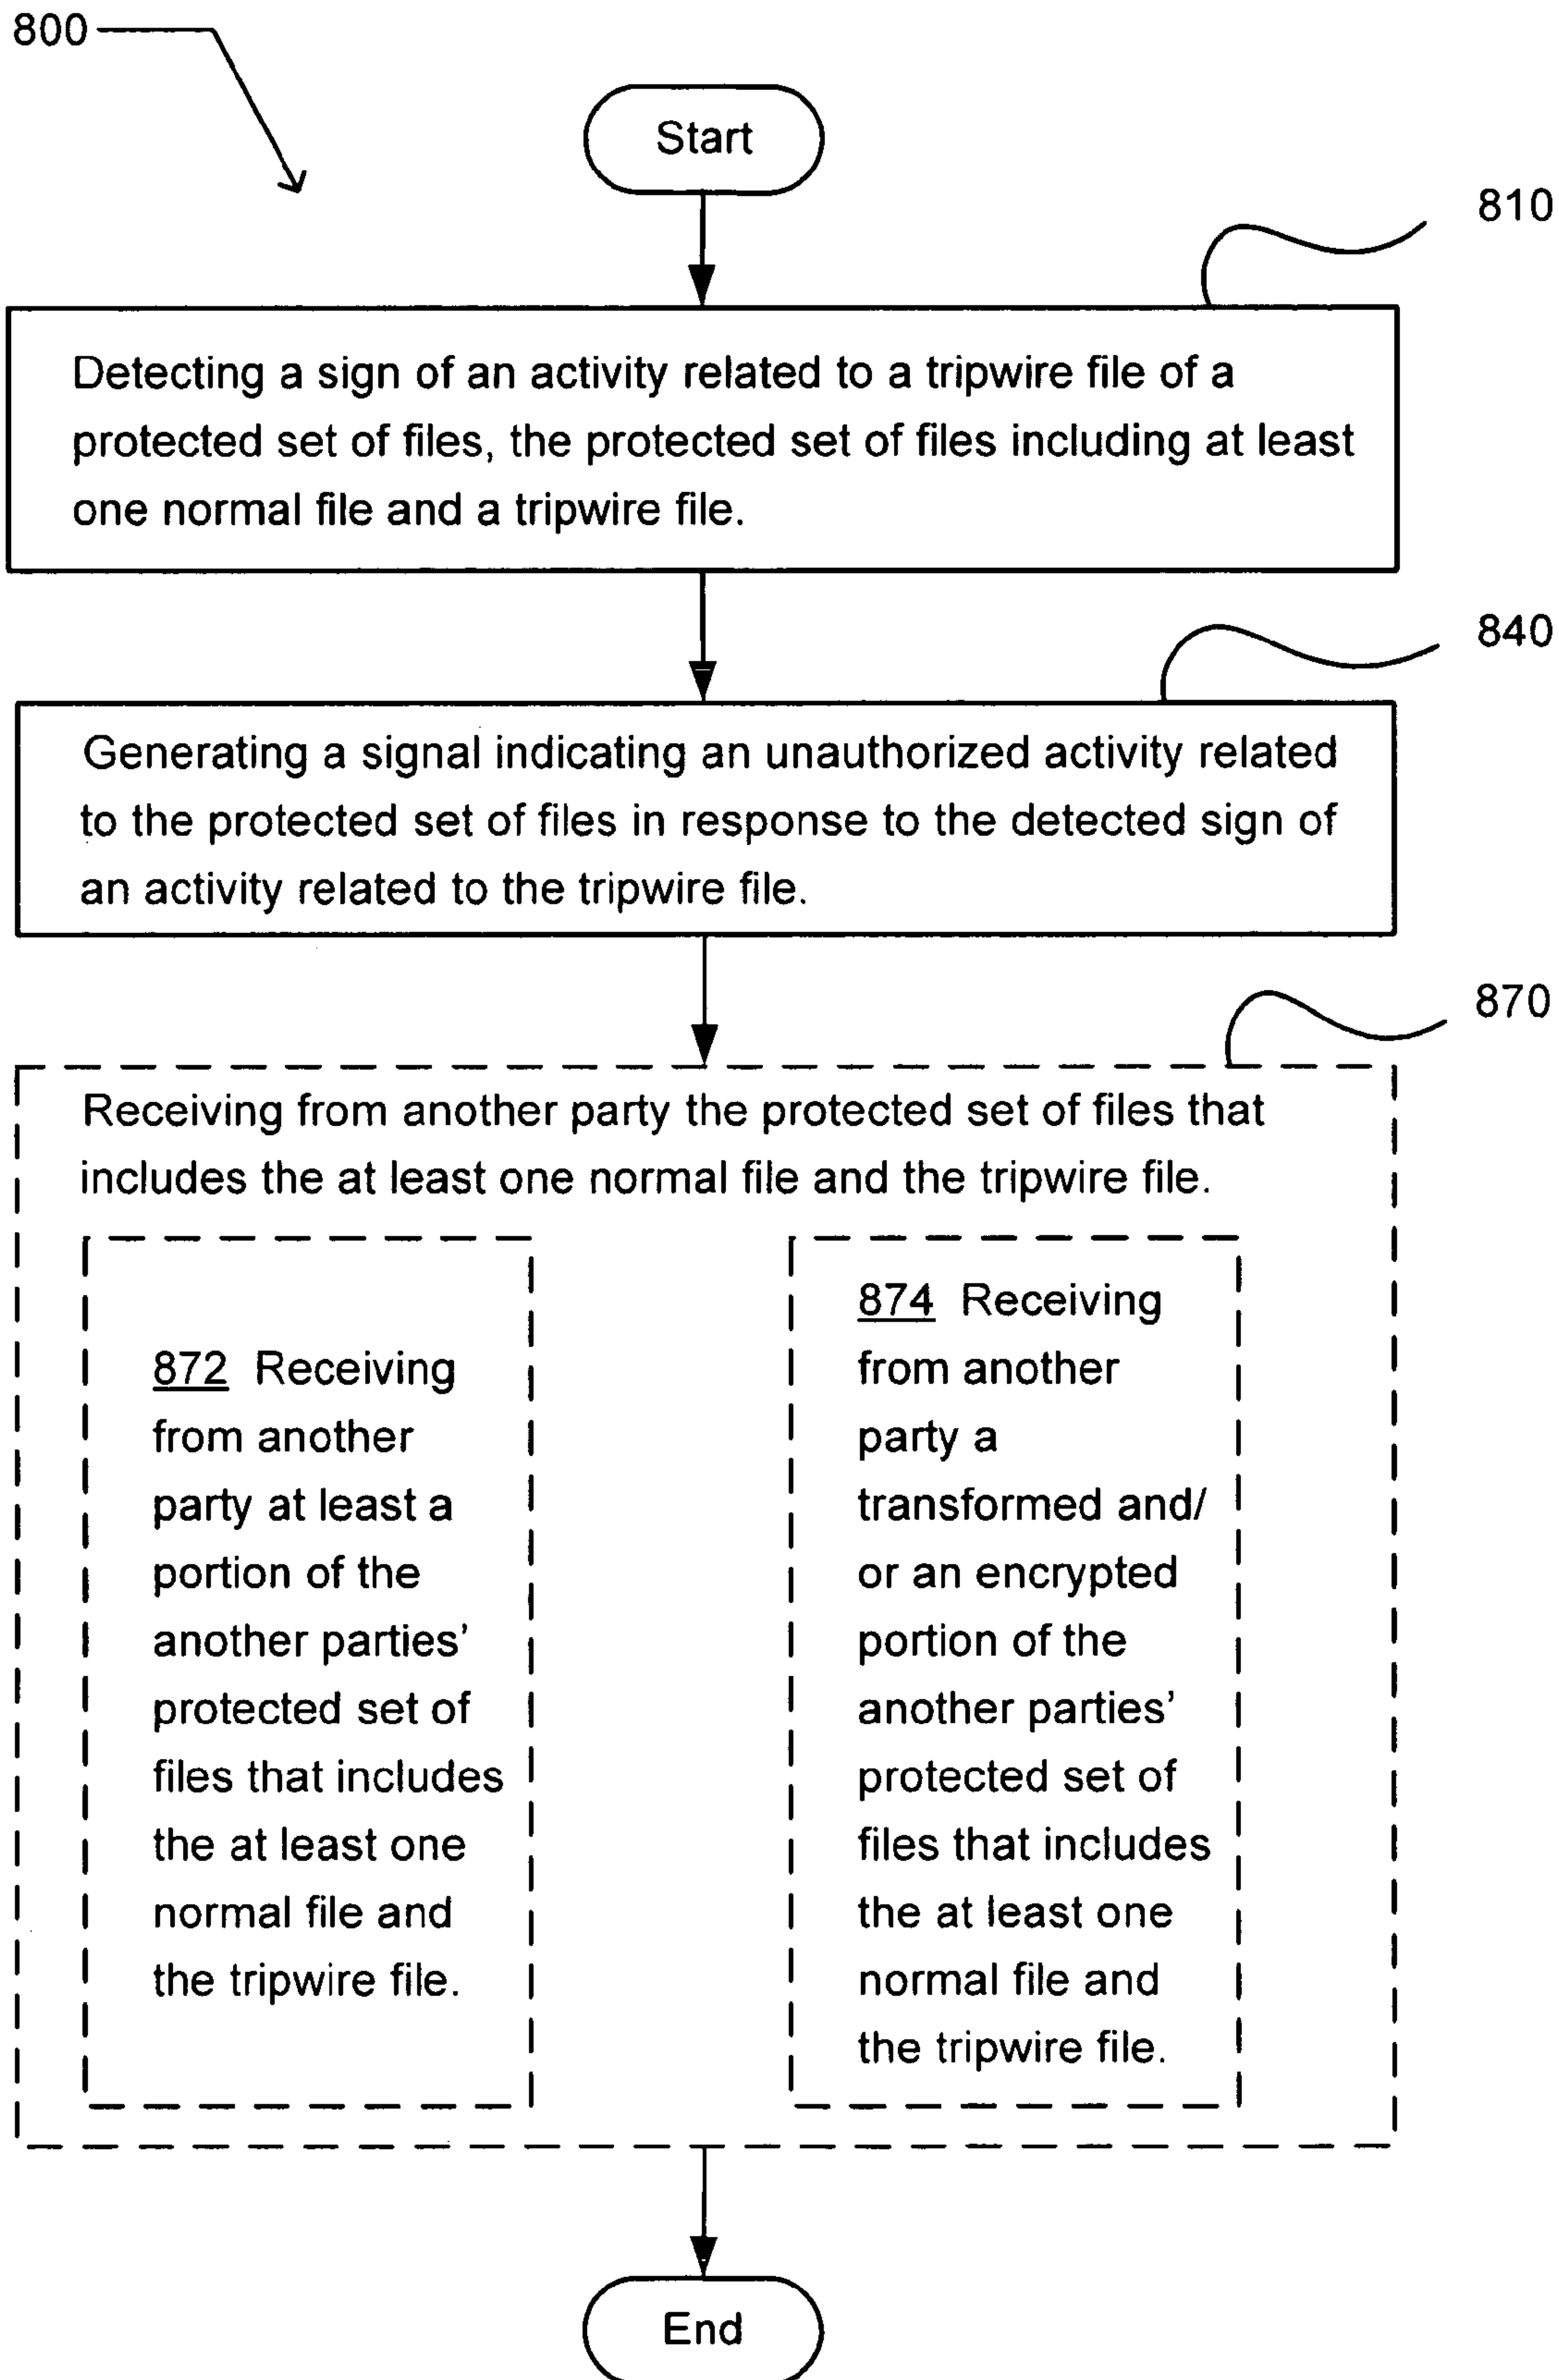 800
Start
810
Detecting a sign of an activity related to a tripwire file of a
protected set of files, the protected set of files including at least
one normal file and a tripwire file.
840
Generating a signal indicating an unauthorized activity related
to the protected set of files in response to the detected sign of
an activity related to the tripwire file.
870
Receiving from another party the protected set of files that
includes the at least one normal file and the tripwire file.
872 Receiving
from another
party at least a
portion of the
another parties’
protected set of
files that includes
the at least one
normal file and
the tripwire file.
874 Receiving
from another
party a
transformed and/
or an encrypted
portion of the
another parties’
protected set of
files that includes
the at least one
normal file and
the tripwire file.
End